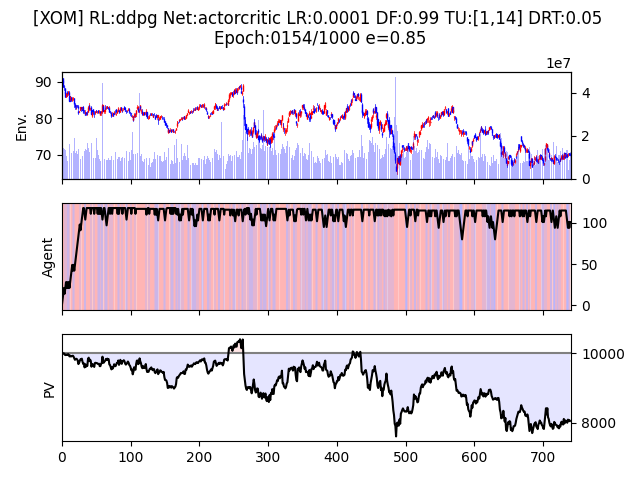 [XOM] RL:ddpg Net:actorcritic LR:0.0001 DF:0.99 TU:[1,14] DRT:0.05
Epoch:0154/1000 e=0.85
1e7
90
80
70
Env.
4
2
0
Agent
100
50
0
PV
10000
8000
0 100 200 300 400 500 600 700